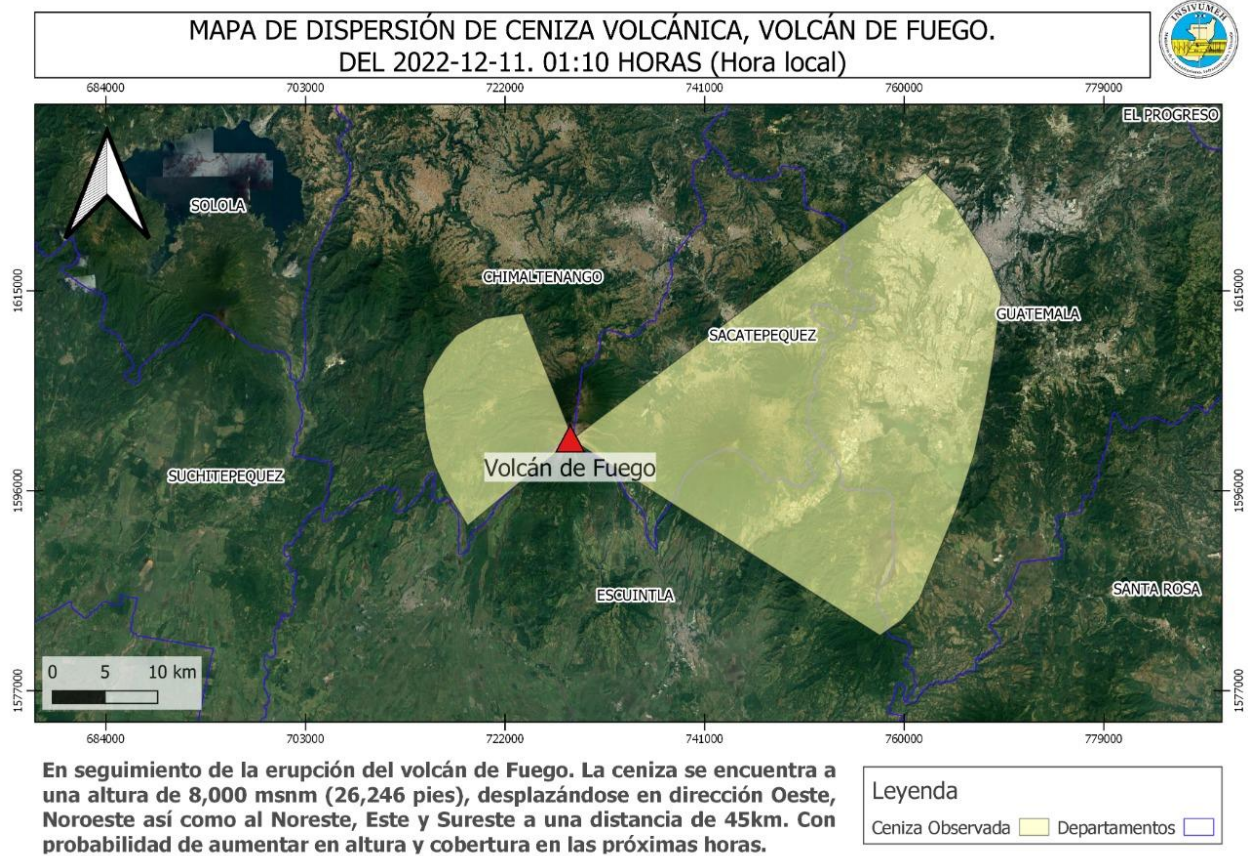 MAPA DE DISPERSIÓN DE CENIZA VOLCÁNICA, VOLCÁN DE FUEGO.
DEL 2022-12-11. 01:10 HORAS (Hora local)
INSIVUMEH
684000 703000 722000 741000 760000 779000
EL PROGRESO
SOLOLA
CHIMALTENANGO
1615000 1615000
GUATEMALA
SACATEPEQUEZ
Volcán de Fuego
SUCHITEPEQUEZ
1596000 1596000
ESCUINTLA
SANTA ROSA
0 5 10 km
1577000 1577000
684000 703000 722000 741000 760000 779000
En seguimiento de la erupción del volcán de Fuego. La ceniza se encuentra a
una altura de 8,000 msnm (26,246 pies), desplazándose en dirección Oeste,
Noroeste así como al Noreste, Este y Sureste a una distancia de 45km. Con
probabilidad de aumentar en altura y cobertura en las próximas horas.
Leyenda
Ceniza Observada Departamentos